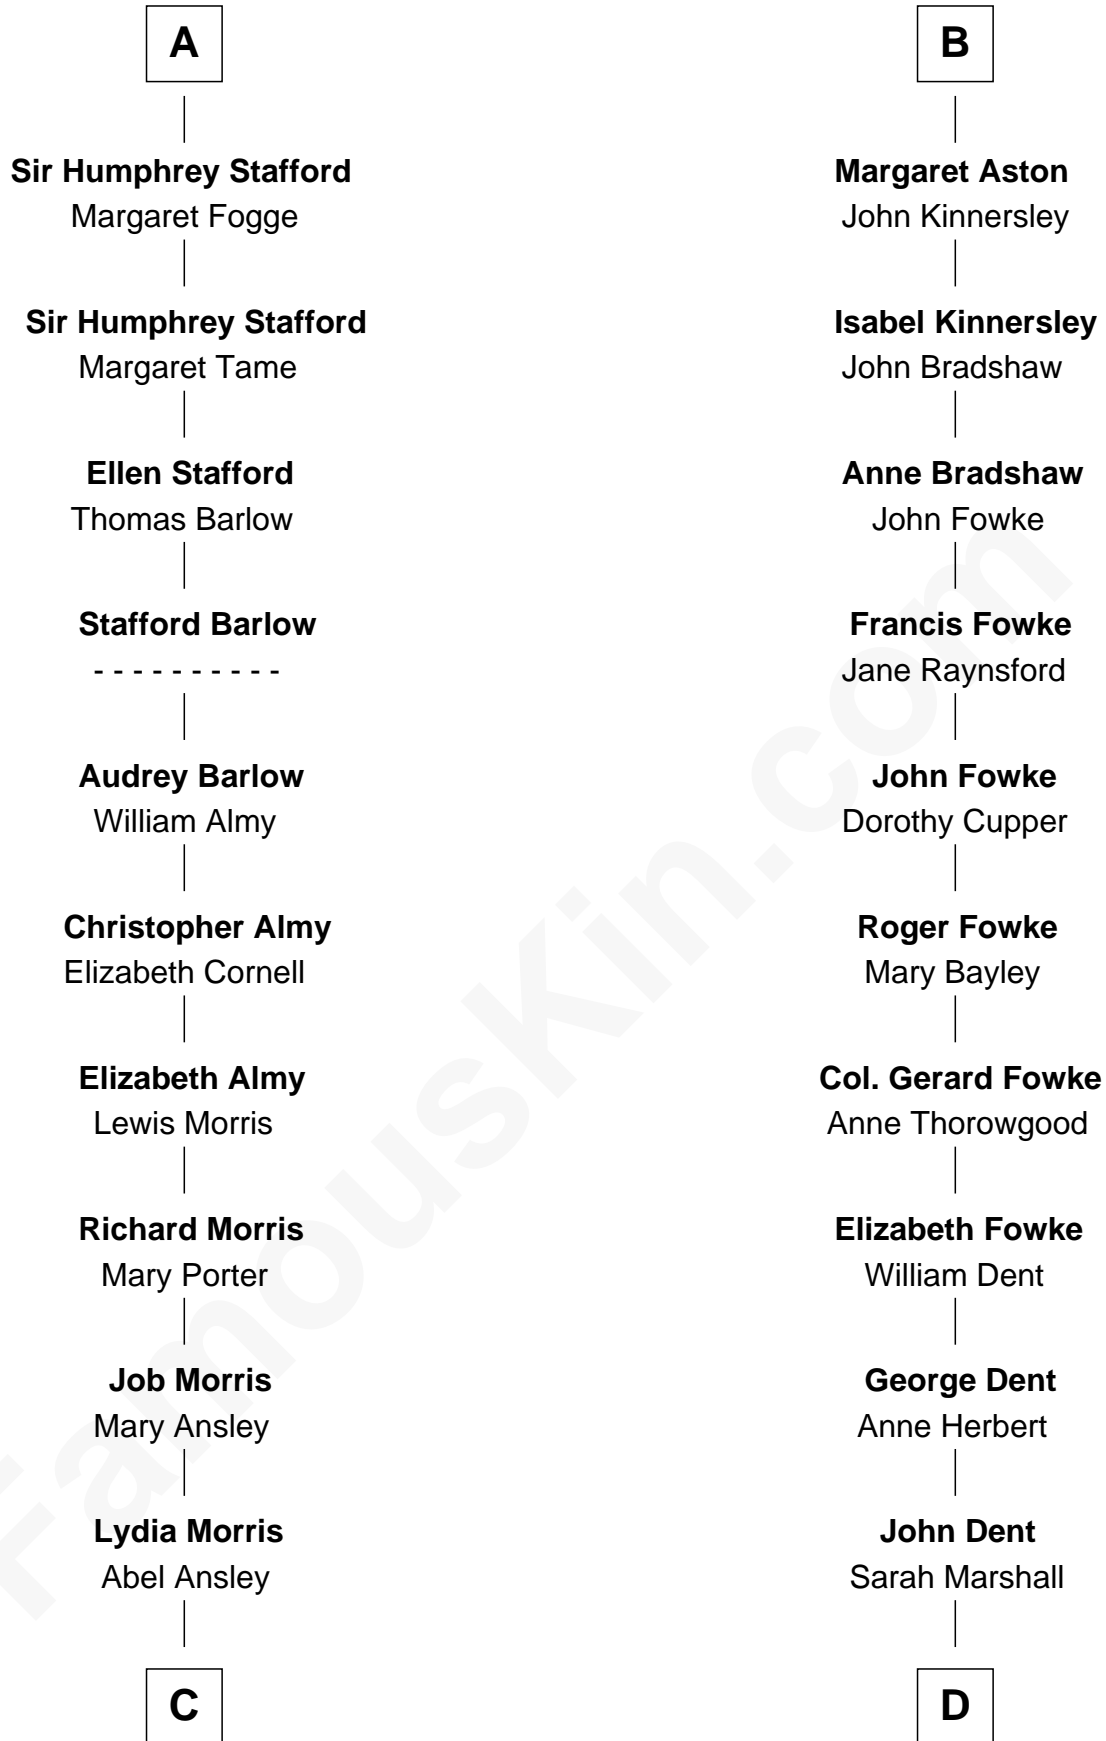 A
Sir Humphrey Stafford
Margaret Fogge
Sir Humphrey Stafford
Margaret Tame
Ellen Stafford
Thomas Barlow
Stafford Barlow
- - - - - - - - - -
Audrey Barlow
William Almy
Christopher Almy
Elizabeth Cornell
Elizabeth Almy
Lewis Morris
Richard Morris
Mary Porter
Job Morris
Mary Ansley
Lydia Morris
Abel Ansley
C
B
Margaret Aston
John Kinnersley
Isabel Kinnersley
John Bradshaw
Anne Bradshaw
John Fowke
Francis Fowke
Jane Raynsford
John Fowke
Dorothy Cupper
Roger Fowke
Mary Bayley
Col. Gerard Fowke
Anne Thorowgood
Elizabeth Fowke
William Dent
George Dent
Anne Herbert
John Dent
Sarah Marshall
D
FamousKin.com